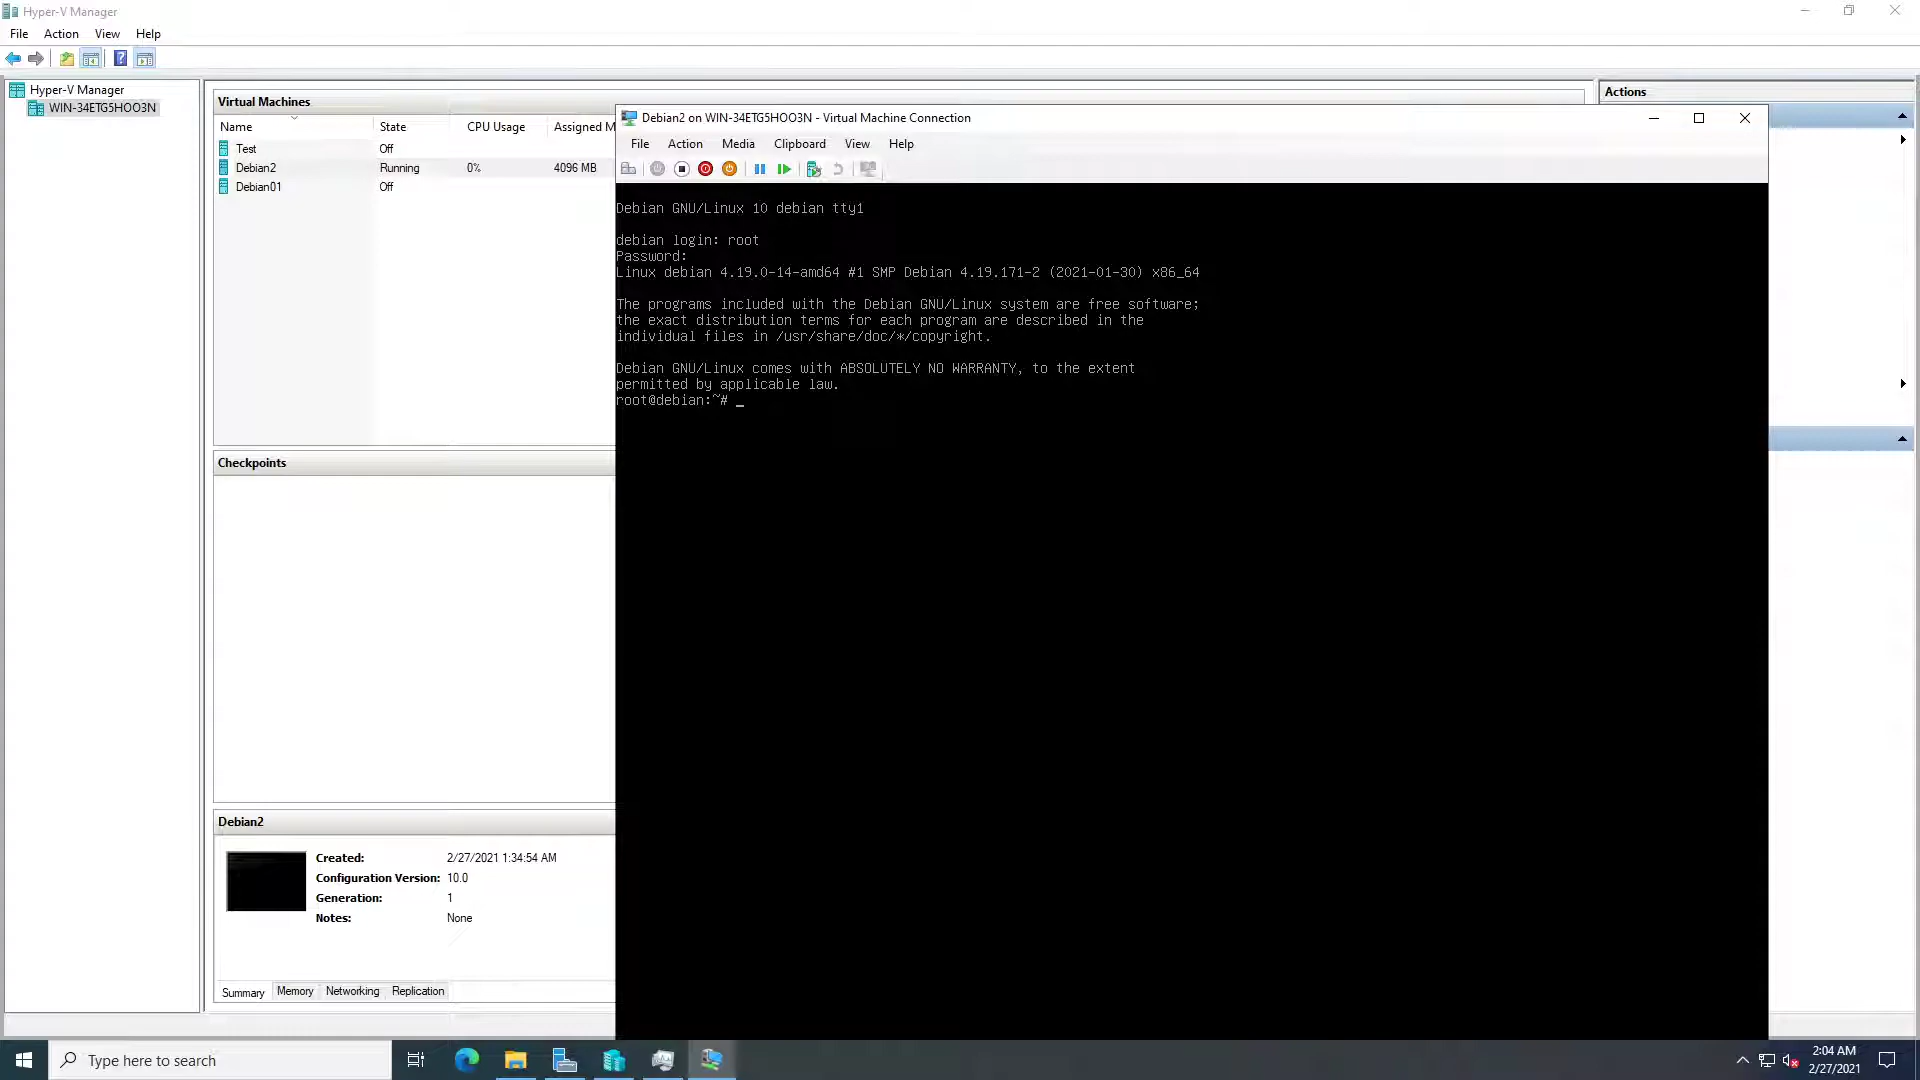 Hyper-V Manager
File Action View Help
Hyper-V Manager
WIN-34ETG5HOO3N
Virtual Machines
Name State CPU Usage Assigned M
Test Off
Debian2 Running 0% 4096 MB
Debian01 Off
Checkpoints
Debian2
Created: 2/27/2021 1:34:54 AM
Configuration Version: 10.0
Generation: 1
Notes: None
Summary Memory Networking Replication
Actions
Debian2 on WIN-34ETG5HOO3N - Virtual Machine Connection
File Action Media Clipboard View Help
Debian GNU/Linux 10 debian tty1
debian login: root
Password:
Linux debian 4.19.0-14-amd64 #1 SMP Debian 4.19.171-2 (2021-01-30) x86_64
The programs included with the Debian GNU/Linux system are free software;
the exact distribution terms for each program are described in the
individual files in /usr/share/doc/*/copyright.
Debian GNU/Linux comes with ABSOLUTELY NO WARRANTY, to the extent
permitted by applicable law.
root@debian:~# _
Type here to search
2:04 AM
2/27/2021